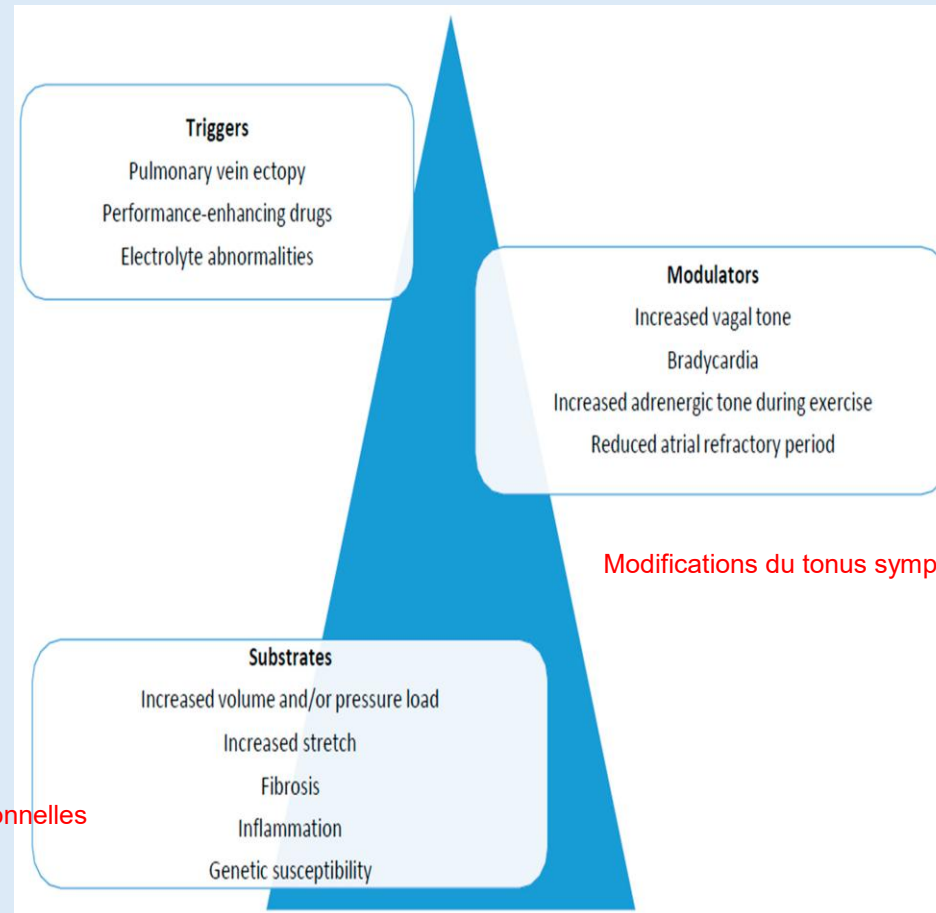 Triggers
Pulmonary vein ectopy
Performance-enhancing drugs
Electrolyte abnormalities
Modulators
Increased vagal tone
Bradycardia
Increased adrenergic tone during exercise
Reduced atrial refractory period
Modifications du tonus symp
Substrates
Increased volume and/or pressure load
Increased stretch
Fibrosis
onnelles
Inflammation
Genetic susceptibility